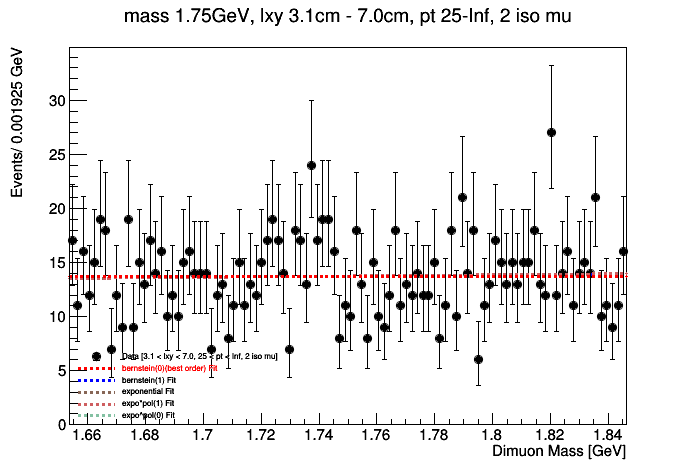 mass 1.75GeV, lxy 3.1cm - 7.0cm, pt 25-Inf, 2 iso mu
Events/ 0.001925 GeV
30
25
20
15
10
5
0
Data [3.1 < lxy < 7.0, 25 < pt < Inf, 2 iso mu]
bernstein(0)(best order) Fit
bernstein(1) Fit
exponential Fit
expo*pol(1) Fit
expo*pol(0) Fit
1.66 1.68 1.7 1.72 1.74 1.76 1.78 1.8 1.82 1.84
Dimuon Mass [GeV]